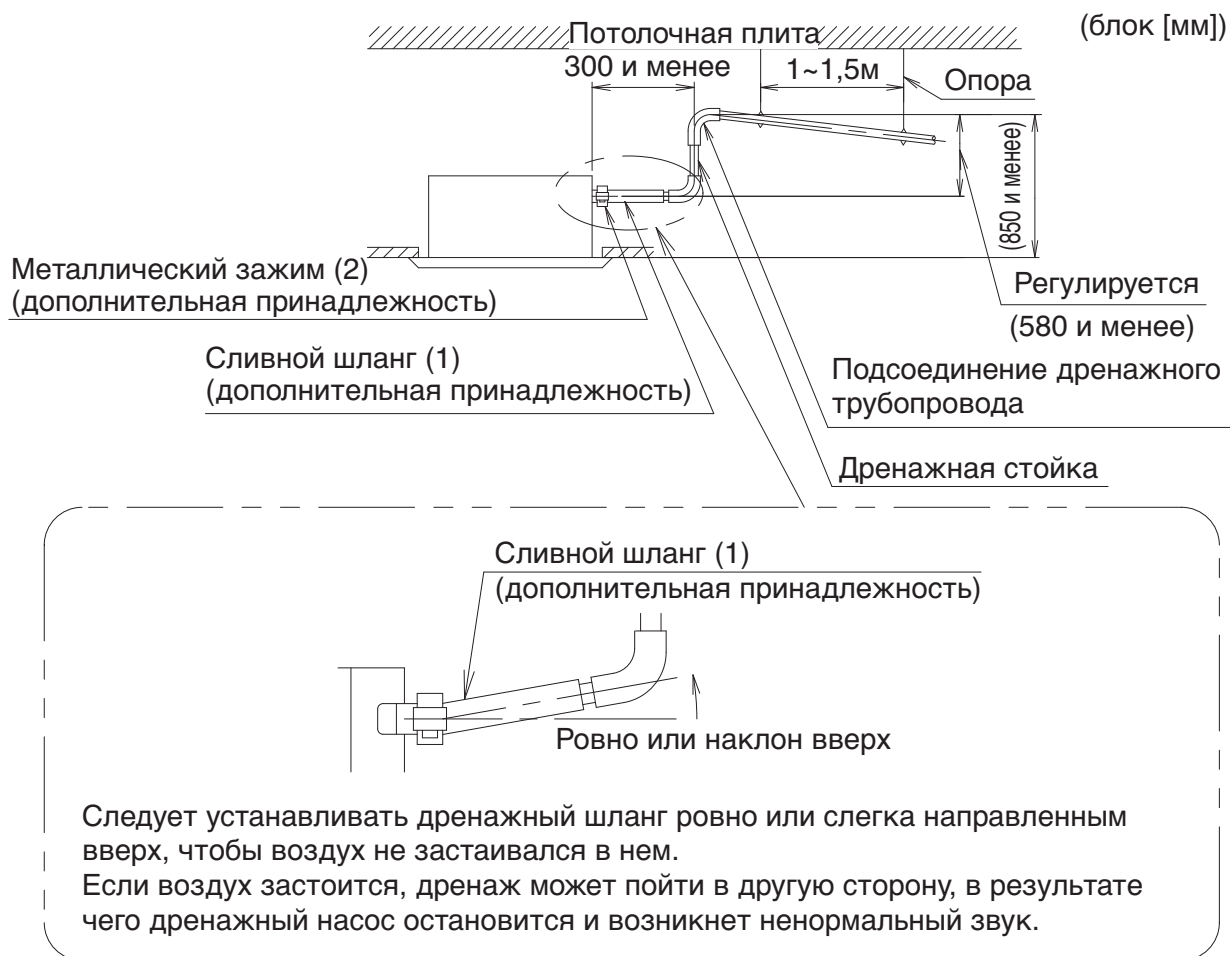 (блок [мм])
Потолочная плита
300 и менее
1~1,5м
Опора
(850 и менее)
Металлический зажим (2)
(дополнительная принадлежность)
Регулируется
(580 и менее)
Сливной шланг (1)
(дополнительная принадлежность)
Подсоединение дренажного
трубопровода
Дренажная стойка
Сливной шланг (1)
(дополнительная принадлежность)
Ровно или наклон вверх
Следует устанавливать дренажный шланг ровно или слегка направленным
вверх, чтобы воздух не застаивался в нем.
Если воздух застоится, дренаж может пойти в другую сторону, в результате
чего дренажный насос остановится и возникнет ненормальный звук.